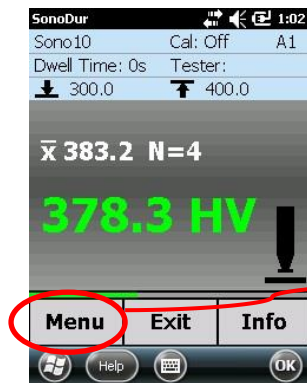 SonoDur 1:02
Sono10 Cal: Off A1
Dwell Time: 0s Tester:
300.0 400.0
x̅ 383.2 N=4
378.3 HV
Menu Exit Info
Help OK